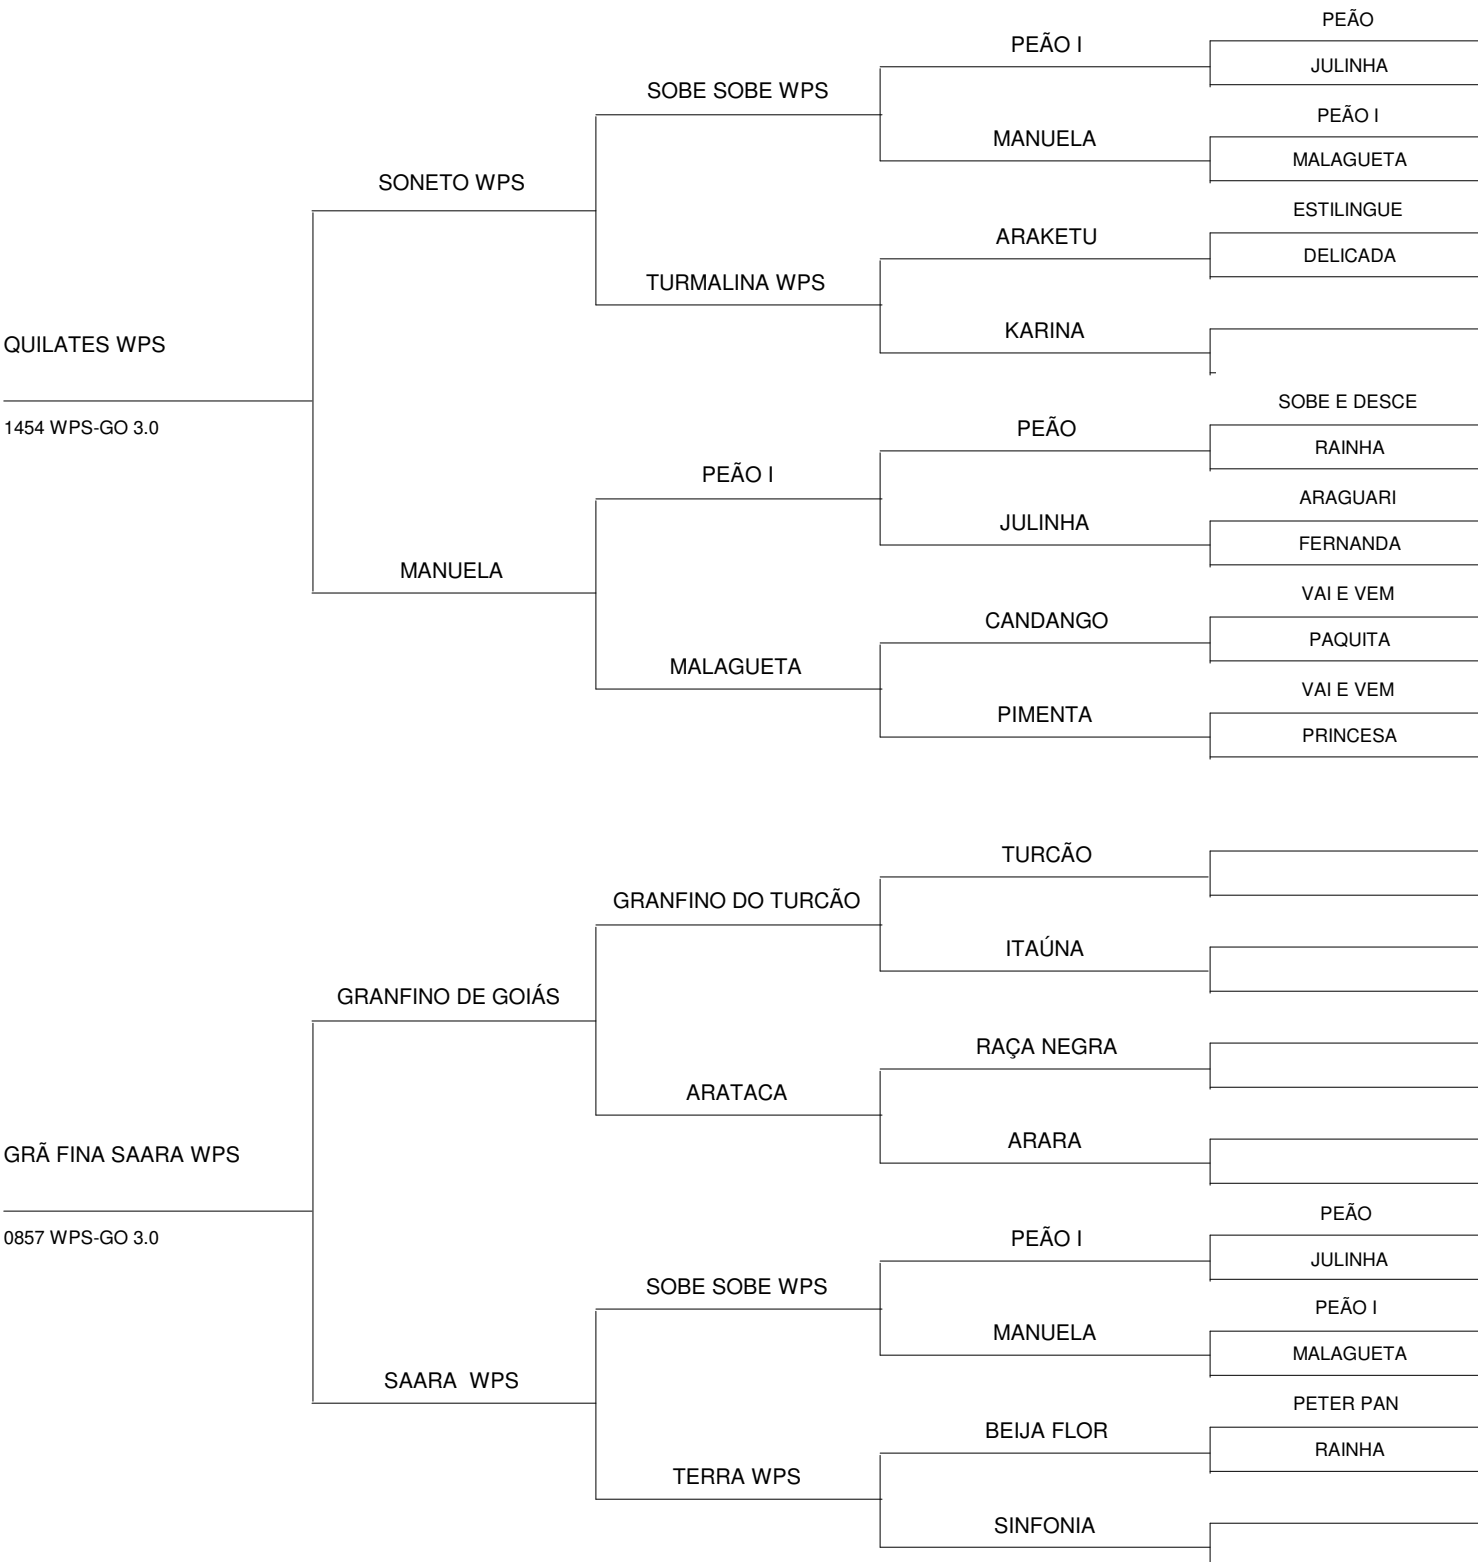 PEÃO
PEÃO I
JULINHA
SOBE SOBE WPS
PEÃO I
MANUELA
MALAGUETA
SONETO WPS
ESTILINGUE
ARAKETU
DELICADA
TURMALINA WPS
KARINA
QUILATES WPS
SOBE E DESCE
1454 WPS-GO 3.0
PEÃO
RAINHA
PEÃO I
ARAGUARI
JULINHA
FERNANDA
MANUELA
VAI E VEM
CANDANGO
PAQUITA
MALAGUETA
VAI E VEM
PIMENTA
PRINCESA
TURCÃO
GRANFINO DO TURCÃO
ITAÚNA
GRANFINO DE GOIÁS
RAÇA NEGRA
ARATACA
ARARA
GRÃ FINA SAARA WPS
PEÃO
0857 WPS-GO 3.0
PEÃO I
JULINHA
SOBE SOBE WPS
PEÃO I
MANUELA
MALAGUETA
SAARA  WPS
PETER PAN
BEIJA FLOR
RAINHA
TERRA WPS
SINFONIA